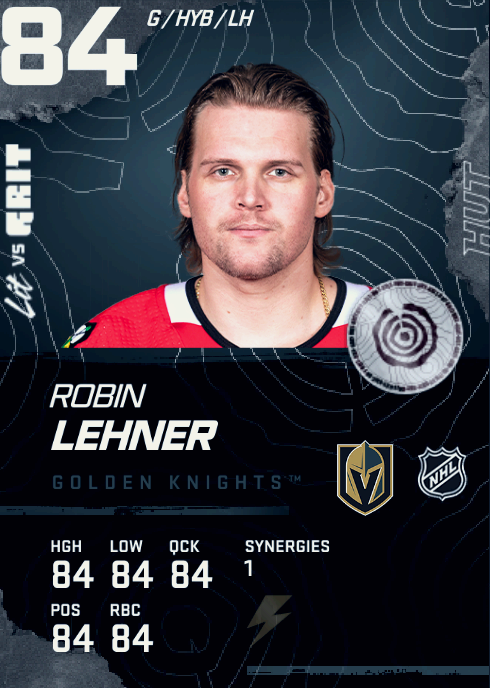 84
G / HYB / LH
Lit vs GRIT
HUT
ROBIN
LEHNER
GOLDEN KNIGHTS™
NHL
HGH LOW QCK SYNERGIES
84 84 84 1
POS RBC
84 84